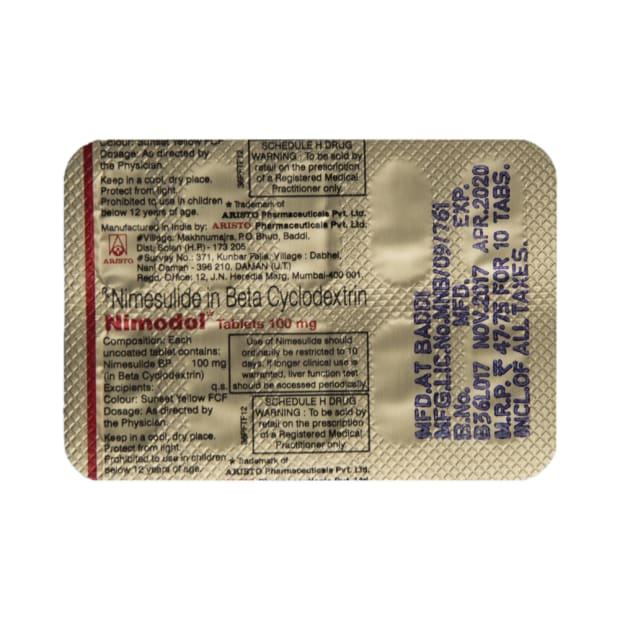 Colour: Sunset Yellow FCF
Dosage: As directed by
the Physician.
Keep in a cool, dry place.
Protect from light.
Prohibited to use in children
below 12 years of age.
36PFTF12
SCHEDULE H DRUG
WARNING : To be sold by
retail on the prescription
of a Registered Medical
Practitioner only.
* Trademark of
ARISTO Pharmaceuticals Pvt. Ltd.
Manufactured in India by: ARISTO Pharmaceuticals Pvt. Ltd.
ARISTO
#Village: Makhnumajra, P.O. Bhud, Baddi,
Dist. Solan (H.P) - 173 205
#Survey No.: 371, Kunbar Falia, Village : Dabhel,
Nani Daman - 396 210, DAMAN (U.T)
Regd. Office: 12, J.N. Heredia Marg, Mumbai-400 001.
Nimesulide in Beta Cyclodextrin
Nimodol* Tablets 100 mg
Composition: Each
uncoated tablet contains:
Nimesulide BP 100 mg
(in Beta Cyclodextrin)
Excipients: q.s.
Colour: Sunset Yellow FCF
Dosage: As directed by
the Physician.
Keep in a cool, dry place.
Protect from light.
Prohibited to use in children
below 12 years of age.
Use of Nimesulide should
ordinarily be restricted to 10
days. If longer clinical use
is warranted, liver function test
should be accessed periodically.
36PFTF12
SCHEDULE H DRUG
WARNING : To be sold by
retail on the prescription
of a Registered Medical
Practitioner only.
* Trademark of
ARISTO Pharmaceuticals Pvt. Ltd.
MFD.AT BADDI
MFG.LIC.No.MNB/09/761
B.No. MFD. EXP.
B36L017 NOV.2017 APR.2020
M.R.P. ₹ 47.75 FOR 10 TABS.
INCL.OF ALL TAXES.